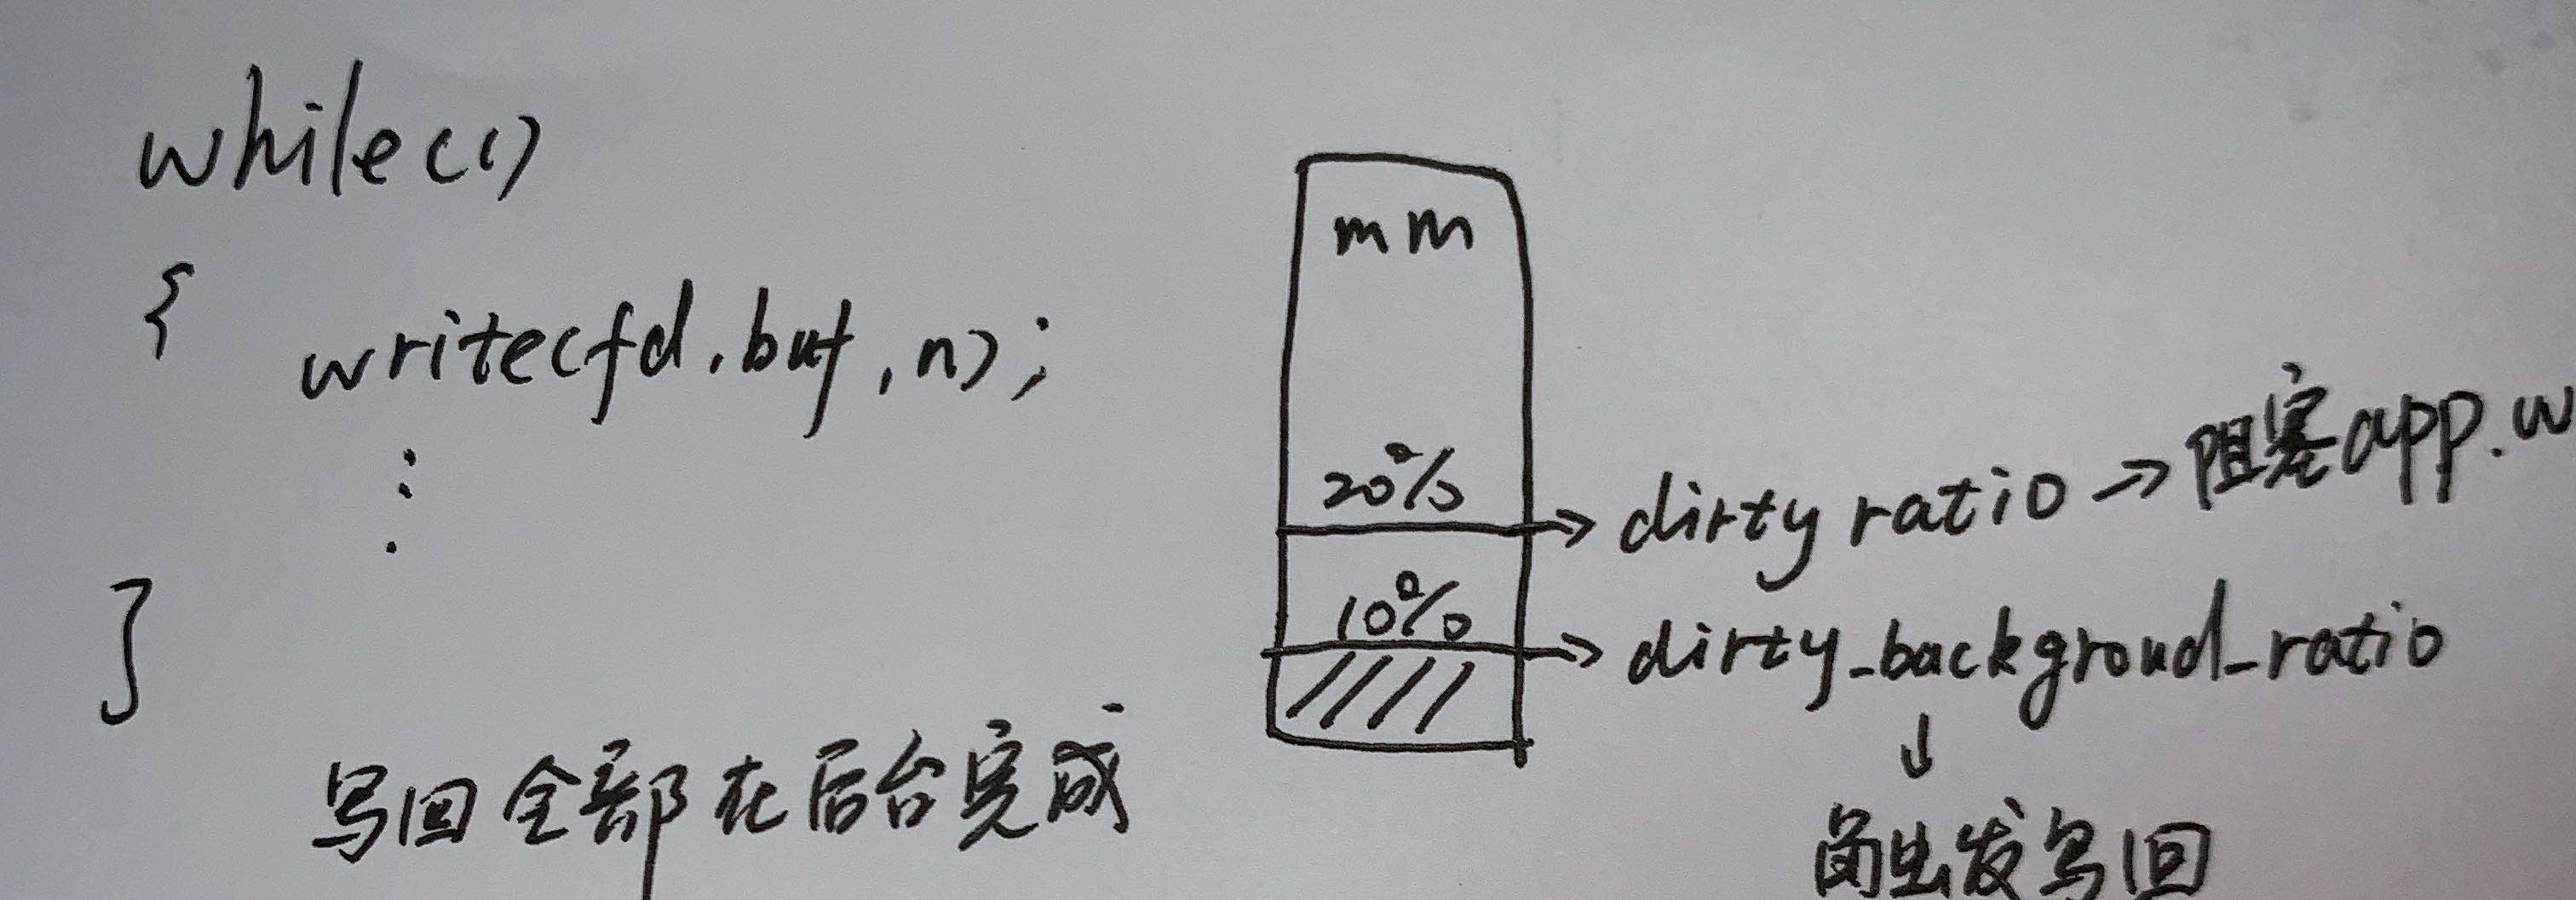 while(1)
{
write(fd,buf,n);
}
写回全部在后台完成
mm
20%
dirty ratio → 阻塞app.w
10%
dirty_backgroud_ratio
↓
触发写回